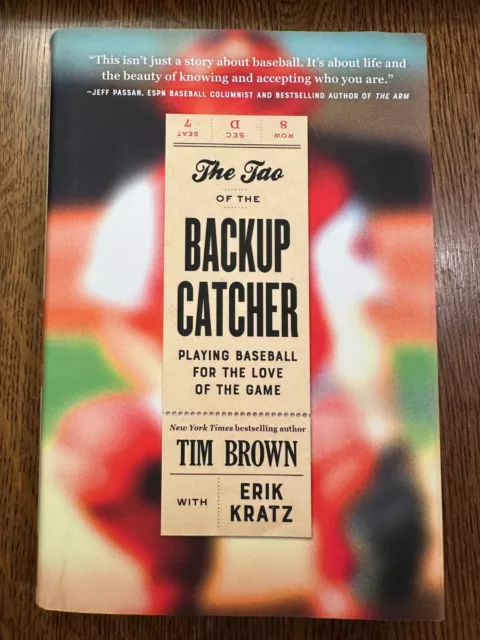 “This isn’t just a story about baseball. It’s about life and
the beauty of knowing and accepting who you are.”
—JEFF PASSAN, ESPN BASEBALL COLUMNIST AND BESTSELLING AUTHOR OF THE ARM
7 D 8
SEAT SEC ROW
The Tao
OF THE
BACKUP
CATCHER
PLAYING BASEBALL
FOR THE LOVE
OF THE GAME
New York Times bestselling author
TIM BROWN
WITH ERIK
KRATZ